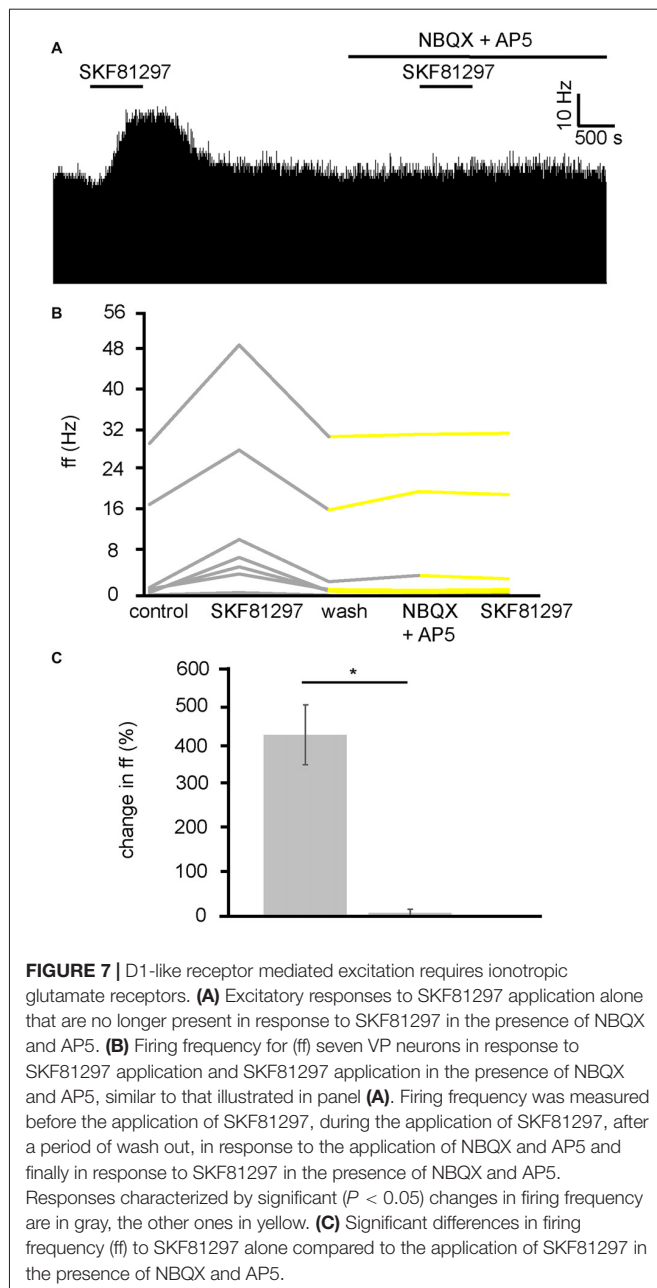 A
NBQX + AP5
SKF81297
SKF81297
10 Hz
500 s
B
56
48
40
32
24
16
8
0
ff (Hz)
control SKF81297 wash NBQX + AP5 SKF81297
C
600
500
400
300
200
100
0
change in ff (%)
*
FIGURE 7 | D1-like receptor mediated excitation requires ionotropic
glutamate receptors. (A) Excitatory responses to SKF81297 application alone
that are no longer present in response to SKF81297 in the presence of NBQX
and AP5. (B) Firing frequency for (ff) seven VP neurons in response to
SKF81297 application and SKF81297 application in the presence of NBQX
and AP5, similar to that illustrated in panel (A). Firing frequency was measured
before the application of SKF81297, during the application of SKF81297, after
a period of wash out, in response to the application of NBQX and AP5 and
finally in response to SKF81297 in the presence of NBQX and AP5.
Responses characterized by significant (P < 0.05) changes in firing frequency
are in gray, the other ones in yellow. (C) Significant differences in firing
frequency (ff) to SKF81297 alone compared to the application of SKF81297 in
the presence of NBQX and AP5.